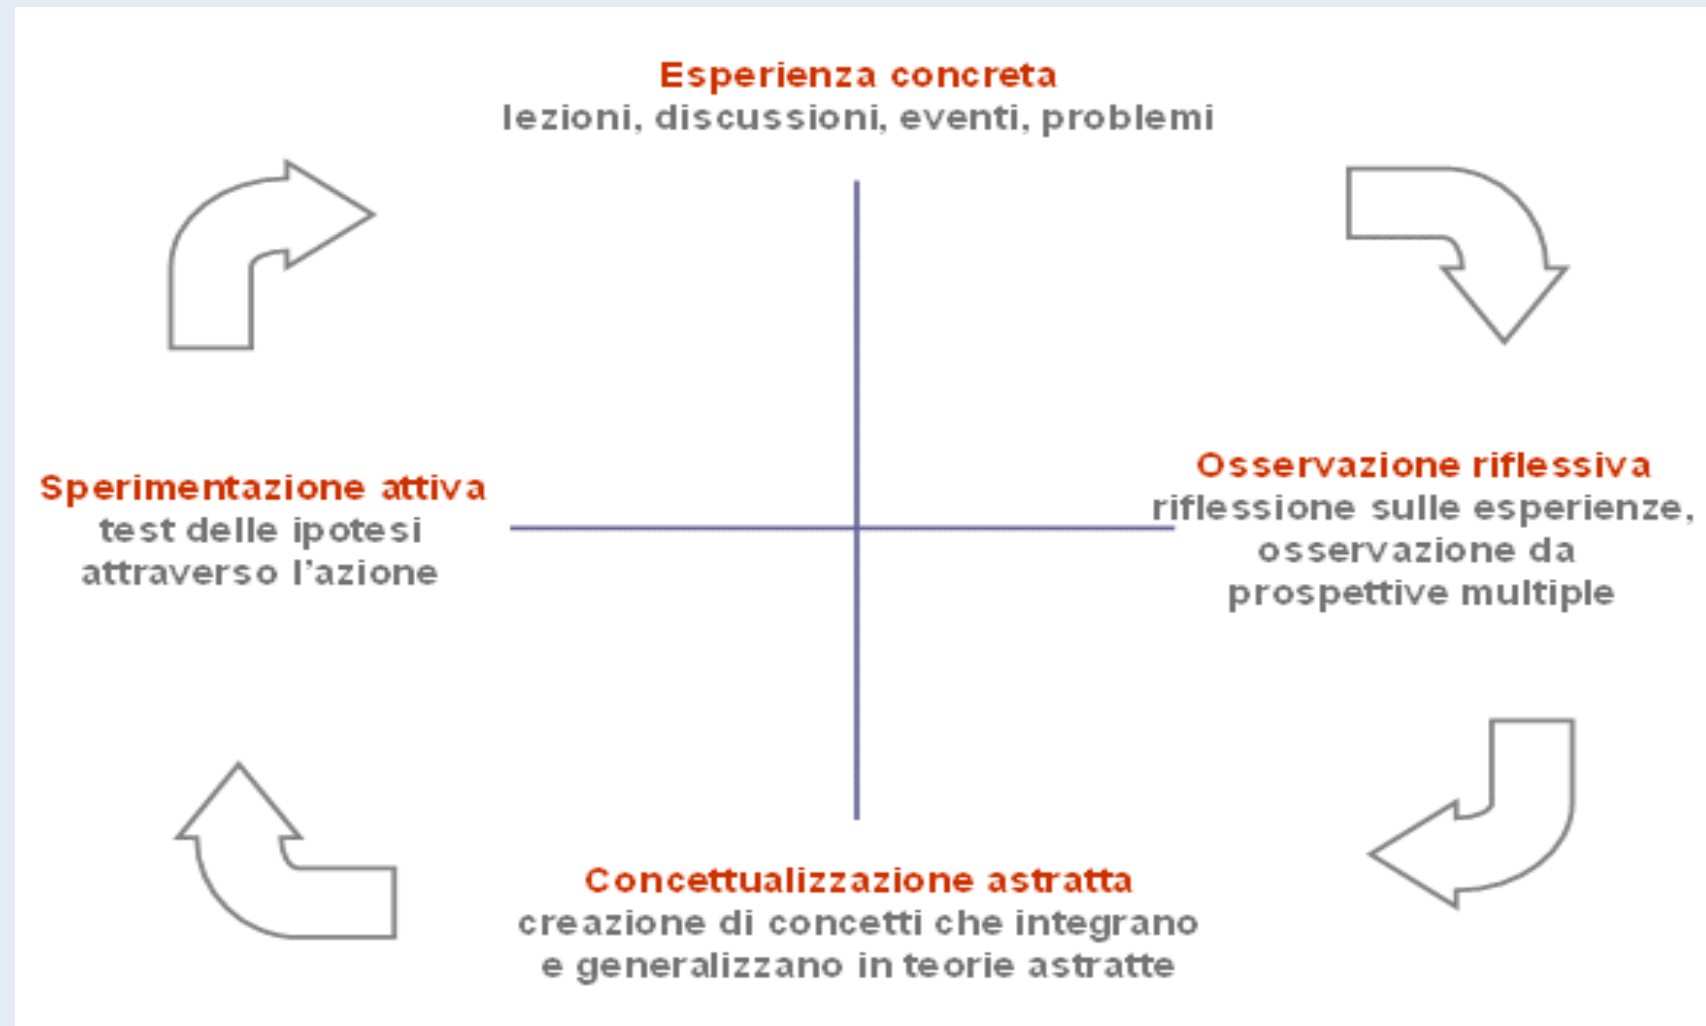 Esperienza concreta
lezioni, discussioni, eventi, problemi
Sperimentazione attiva
test delle ipotesi
attraverso l'azione
Osservazione riflessiva
riflessione sulle esperienze,
osservazione da
prospettive multiple
Concettualizzazione astratta
creazione di concetti che integrano
e generalizzano in teorie astratte